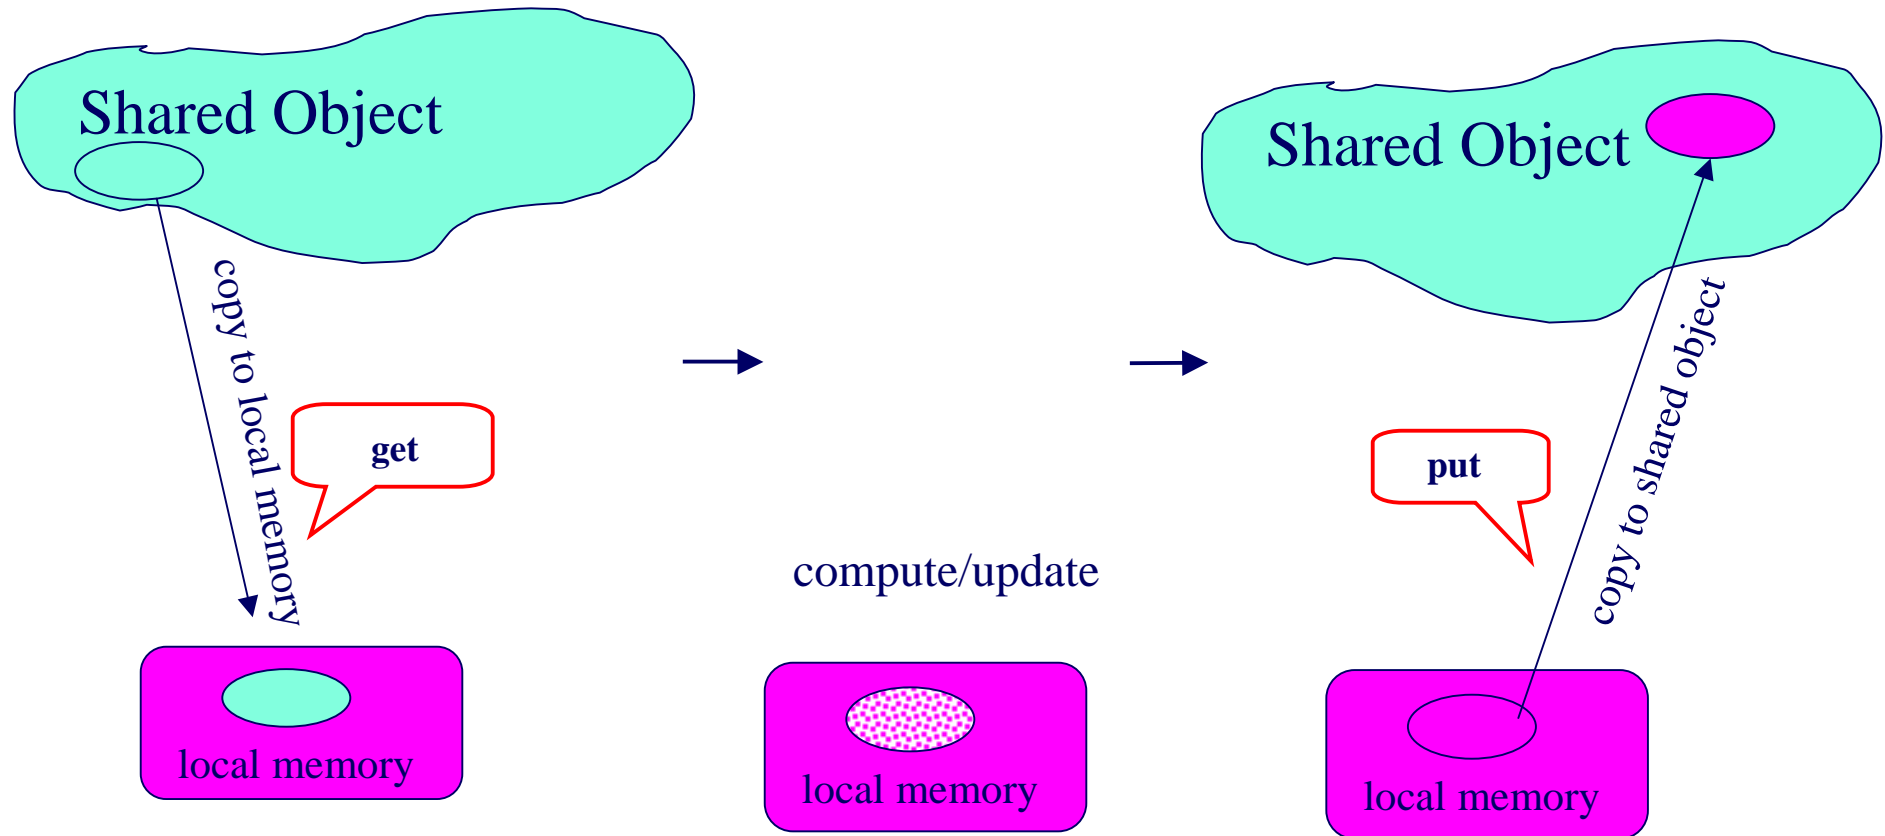 Shared Object
copy to local memory
get
local memory
compute/update
local memory
Shared Object
copy to shared object
put
local memory